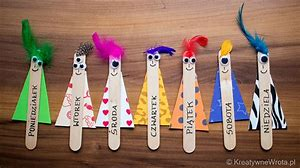 PONIEDZIAŁEK
WTOREK
ŚRODA
CZWARTEK
PIĄTEK
SOBOTA
NIEDZIELA
KreatywneWrota.pl